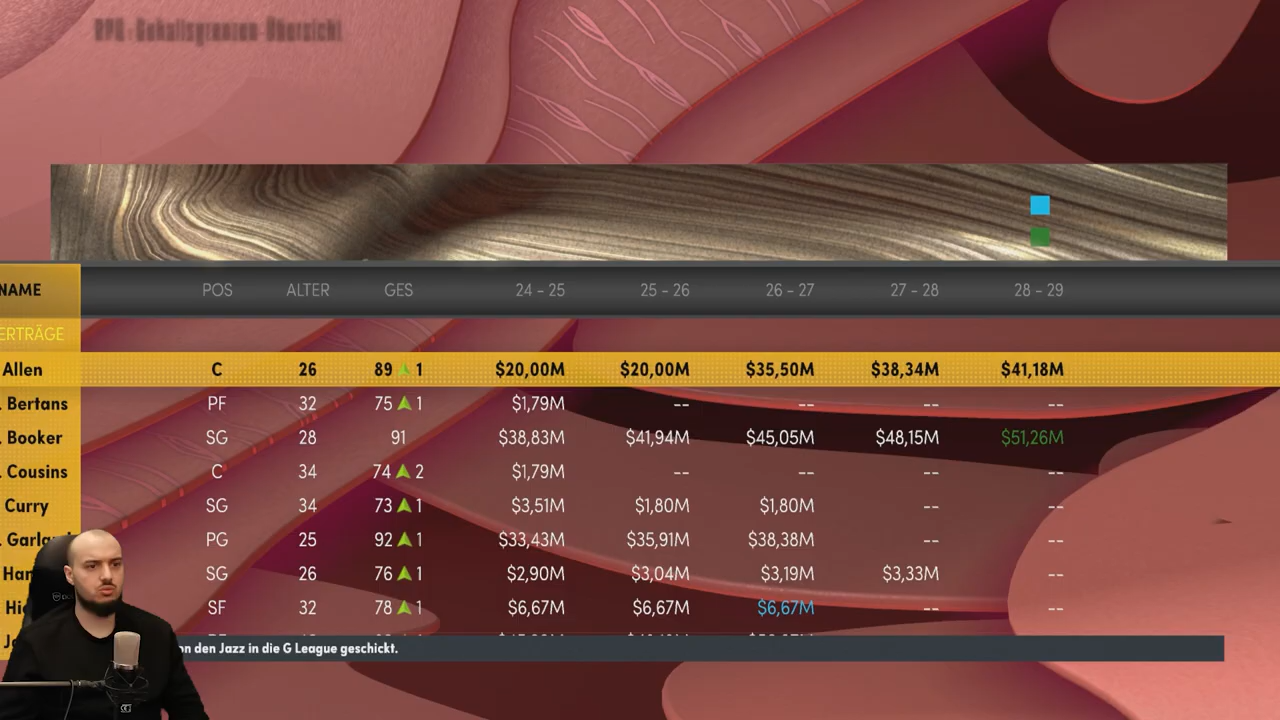 NAME POS ALTER GES 24 – 25 25 – 26 26 – 27 27 – 28 28 – 29
ERTRÄGE
Allen C 26 89 1 $20,00M $20,00M $35,50M $38,34M $41,18M
. Bertans PF 32 75 1 $1,79M -- -- -- --
. Booker SG 28 91 $38,83M $41,94M $45,05M $48,15M $51,26M
. Cousins C 34 74 2 $1,79M -- -- -- --
Curry SG 34 73 1 $3,51M $1,80M $1,80M -- --
. Garlan PG 25 92 1 $33,43M $35,91M $38,38M -- --
Har SG 26 76 1 $2,90M $3,04M $3,19M $3,33M --
Hi SF 32 78 1 $6,67M $6,67M $6,67M -- --
on den Jazz in die G League geschickt.